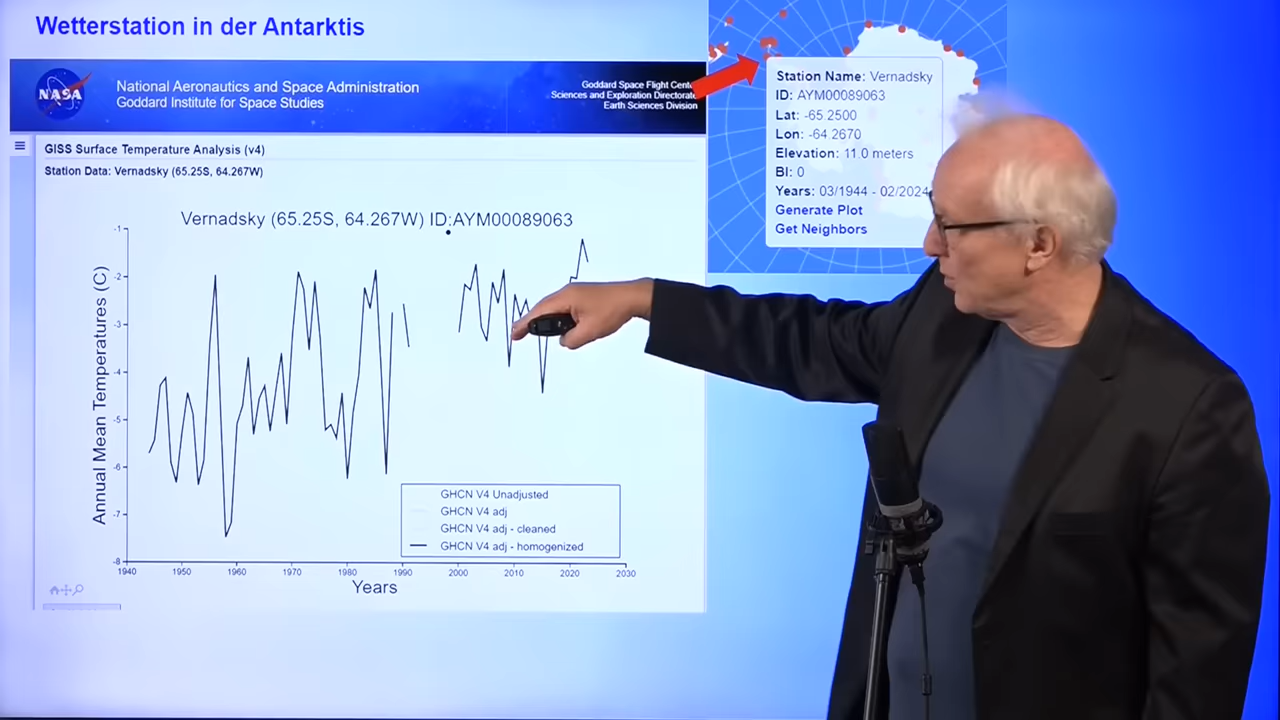 Wetterstation in der Antarktis
NASA
National Aeronautics and Space Administration
Goddard Institute for Space Studies
Goddard Space Flight Cente
Sciences and Exploration Directorate
Earth Sciences Division
GISS Surface Temperature Analysis (v4)
Station Data: Vernadsky (65.25S, 64.267W)
Station Name: Vernadsky
ID: AYM00089063
Lat: -65.2500
Lon: -64.2670
Elevation: 11.0 meters
BI: 0
Years: 03/1944 - 02/2024
Generate Plot
Get Neighbors
Vernadsky (65.25S, 64.267W) ID:AYM00089063
Annual Mean Temperatures (C)
-1
-2
-3
-4
-5
-6
-7
-8
GHCN V4 Unadjusted
GHCN V4 adj
GHCN V4 adj - cleaned
GHCN V4 adj - homogenized
1940 1950 1960 1970 1980 1990 2000 2010 2020 2030
Years